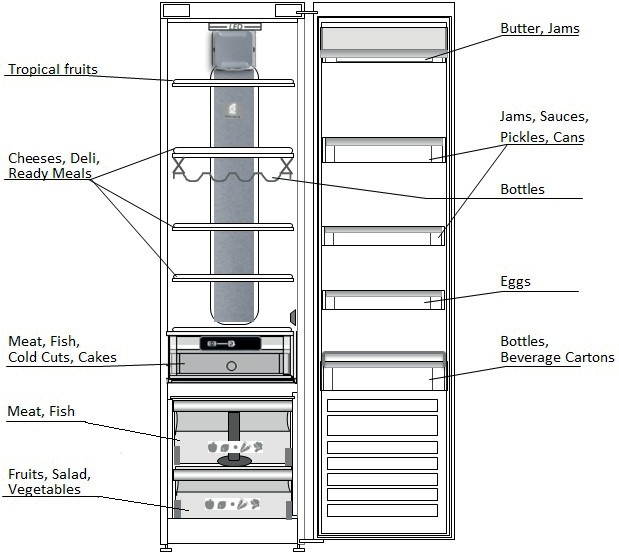 LED
Butter, Jams
Tropical fruits
Jams, Sauces,
Pickles, Cans
Cheeses, Deli,
Ready Meals
Bottles
Eggs
Meat, Fish,
Cold Cuts, Cakes
Bottles,
Beverage Cartons
Meat, Fish
Fruits, Salad,
Vegetables